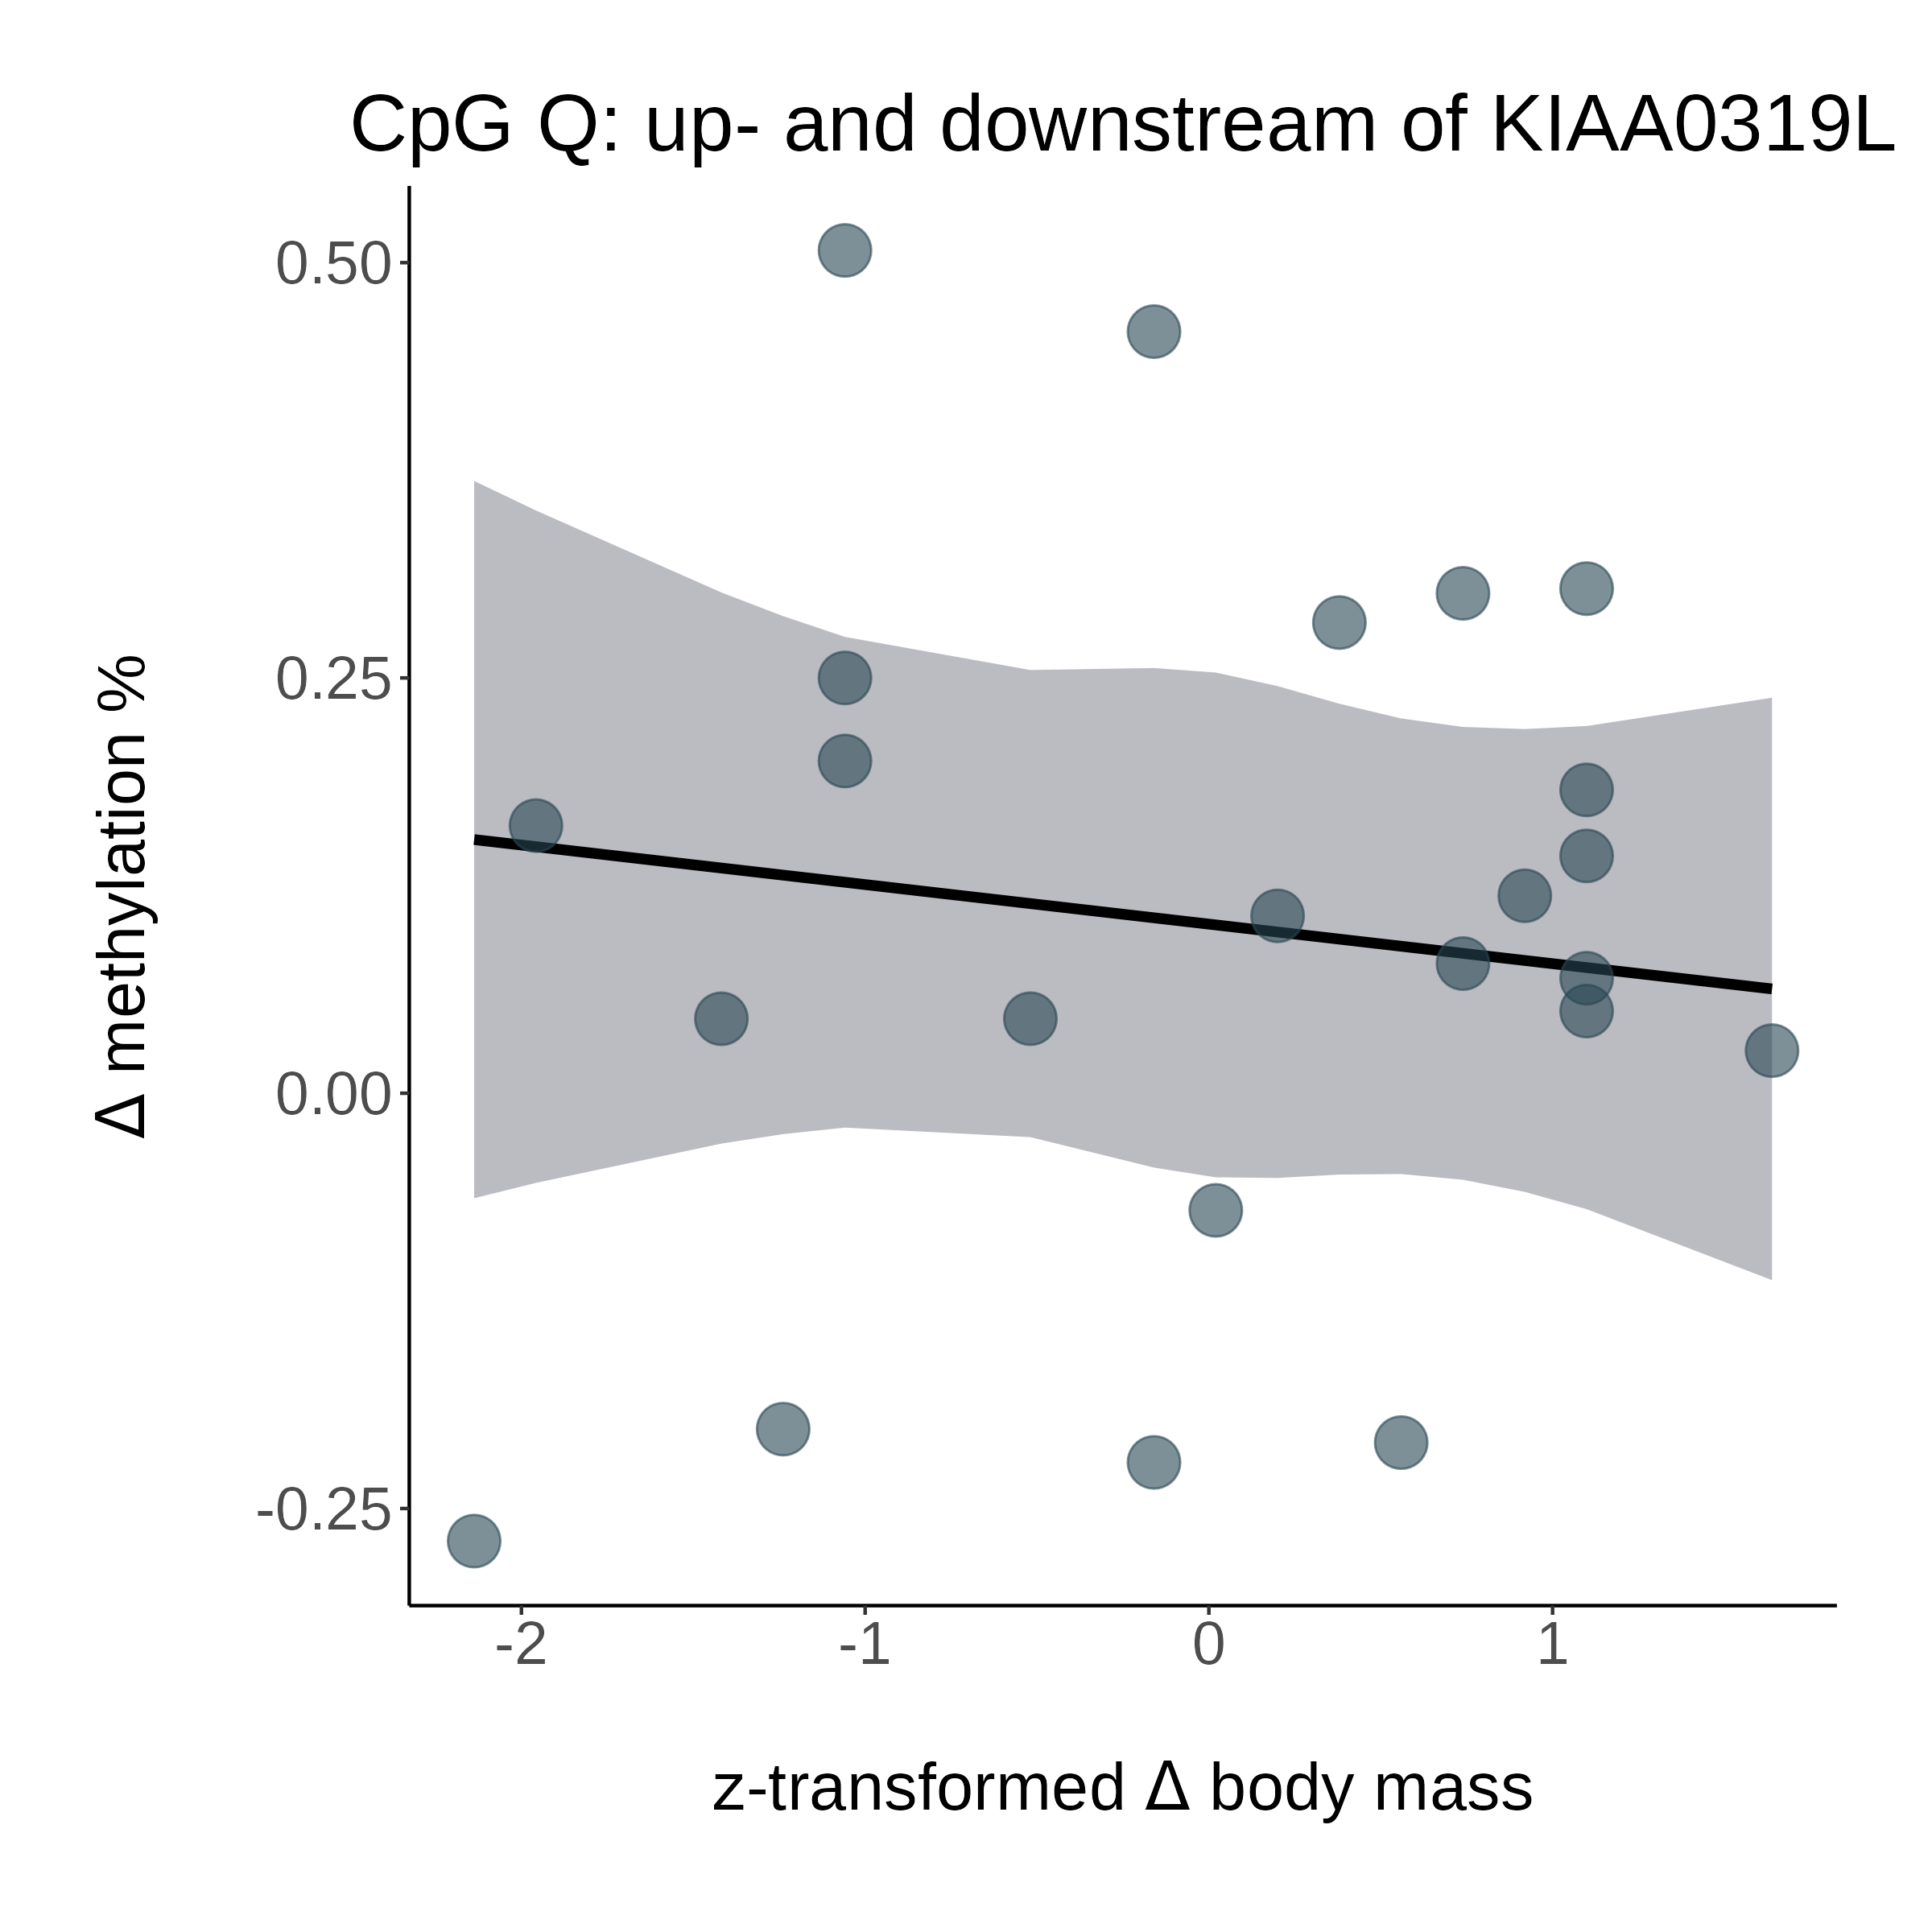 CpG Q: up- and downstream of KIAA0319L
0.50
0.25
0.00
-0.25
Δ methylation %
-2 -1 0 1
z-transformed Δ body mass